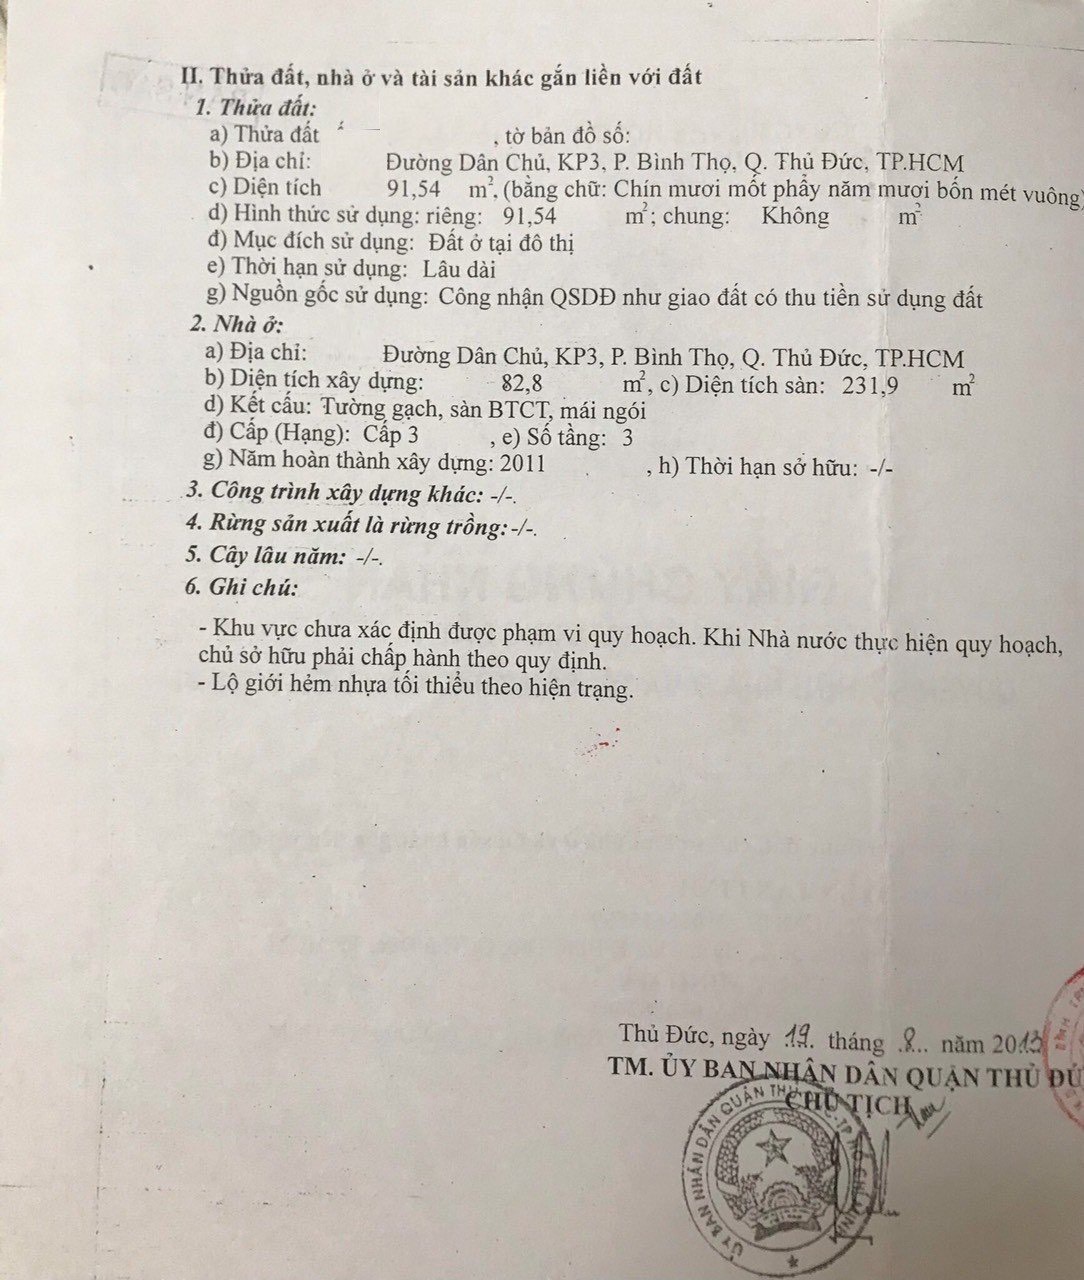 II. Thửa đất, nhà ở và tài sản khác gắn liền với đất
1. Thửa đất:
a) Thửa đất , tờ bản đồ số:
b) Địa chỉ: Đường Dân Chủ, KP3, P. Bình Thọ, Q. Thủ Đức, TP.HCM
c) Diện tích 91,54 m², (bằng chữ: Chín mươi mốt phẩy năm mươi bốn mét vuông)
d) Hình thức sử dụng: riêng: 91,54 m²; chung: Không m²
đ) Mục đích sử dụng: Đất ở tại đô thị
e) Thời hạn sử dụng: Lâu dài
g) Nguồn gốc sử dụng: Công nhận QSDĐ như giao đất có thu tiền sử dụng đất
2. Nhà ở:
a) Địa chỉ: Đường Dân Chủ, KP3, P. Bình Thọ, Q. Thủ Đức, TP.HCM
b) Diện tích xây dựng: 82,8 m², c) Diện tích sàn: 231,9 m²
d) Kết cấu: Tường gạch, sàn BTCT, mái ngói
đ) Cấp (Hạng): Cấp 3 , e) Số tầng: 3
g) Năm hoàn thành xây dựng: 2011 , h) Thời hạn sở hữu: -/-
3. Công trình xây dựng khác: -/-.
4. Rừng sản xuất là rừng trồng: -/-.
5. Cây lâu năm: -/-.
6. Ghi chú:
- Khu vực chưa xác định được phạm vi quy hoạch. Khi Nhà nước thực hiện quy hoạch,
chủ sở hữu phải chấp hành theo quy định.
- Lộ giới hẻm nhựa tối thiểu theo hiện trạng.
Thủ Đức, ngày 19 tháng 8 năm 2013
TM. ỦY BAN NHÂN DÂN QUẬN THỦ ĐỨ
CHỦ TỊCH
ỦY BAN NHÂN DÂN QUẬN THỦ